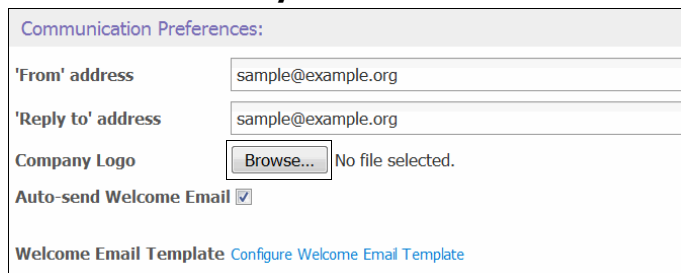 Communication Preferences:
'From' address sample@example.org
'Reply to' address sample@example.org
Company Logo Browse... No file selected.
Auto-send Welcome Email
Welcome Email Template Configure Welcome Email Template